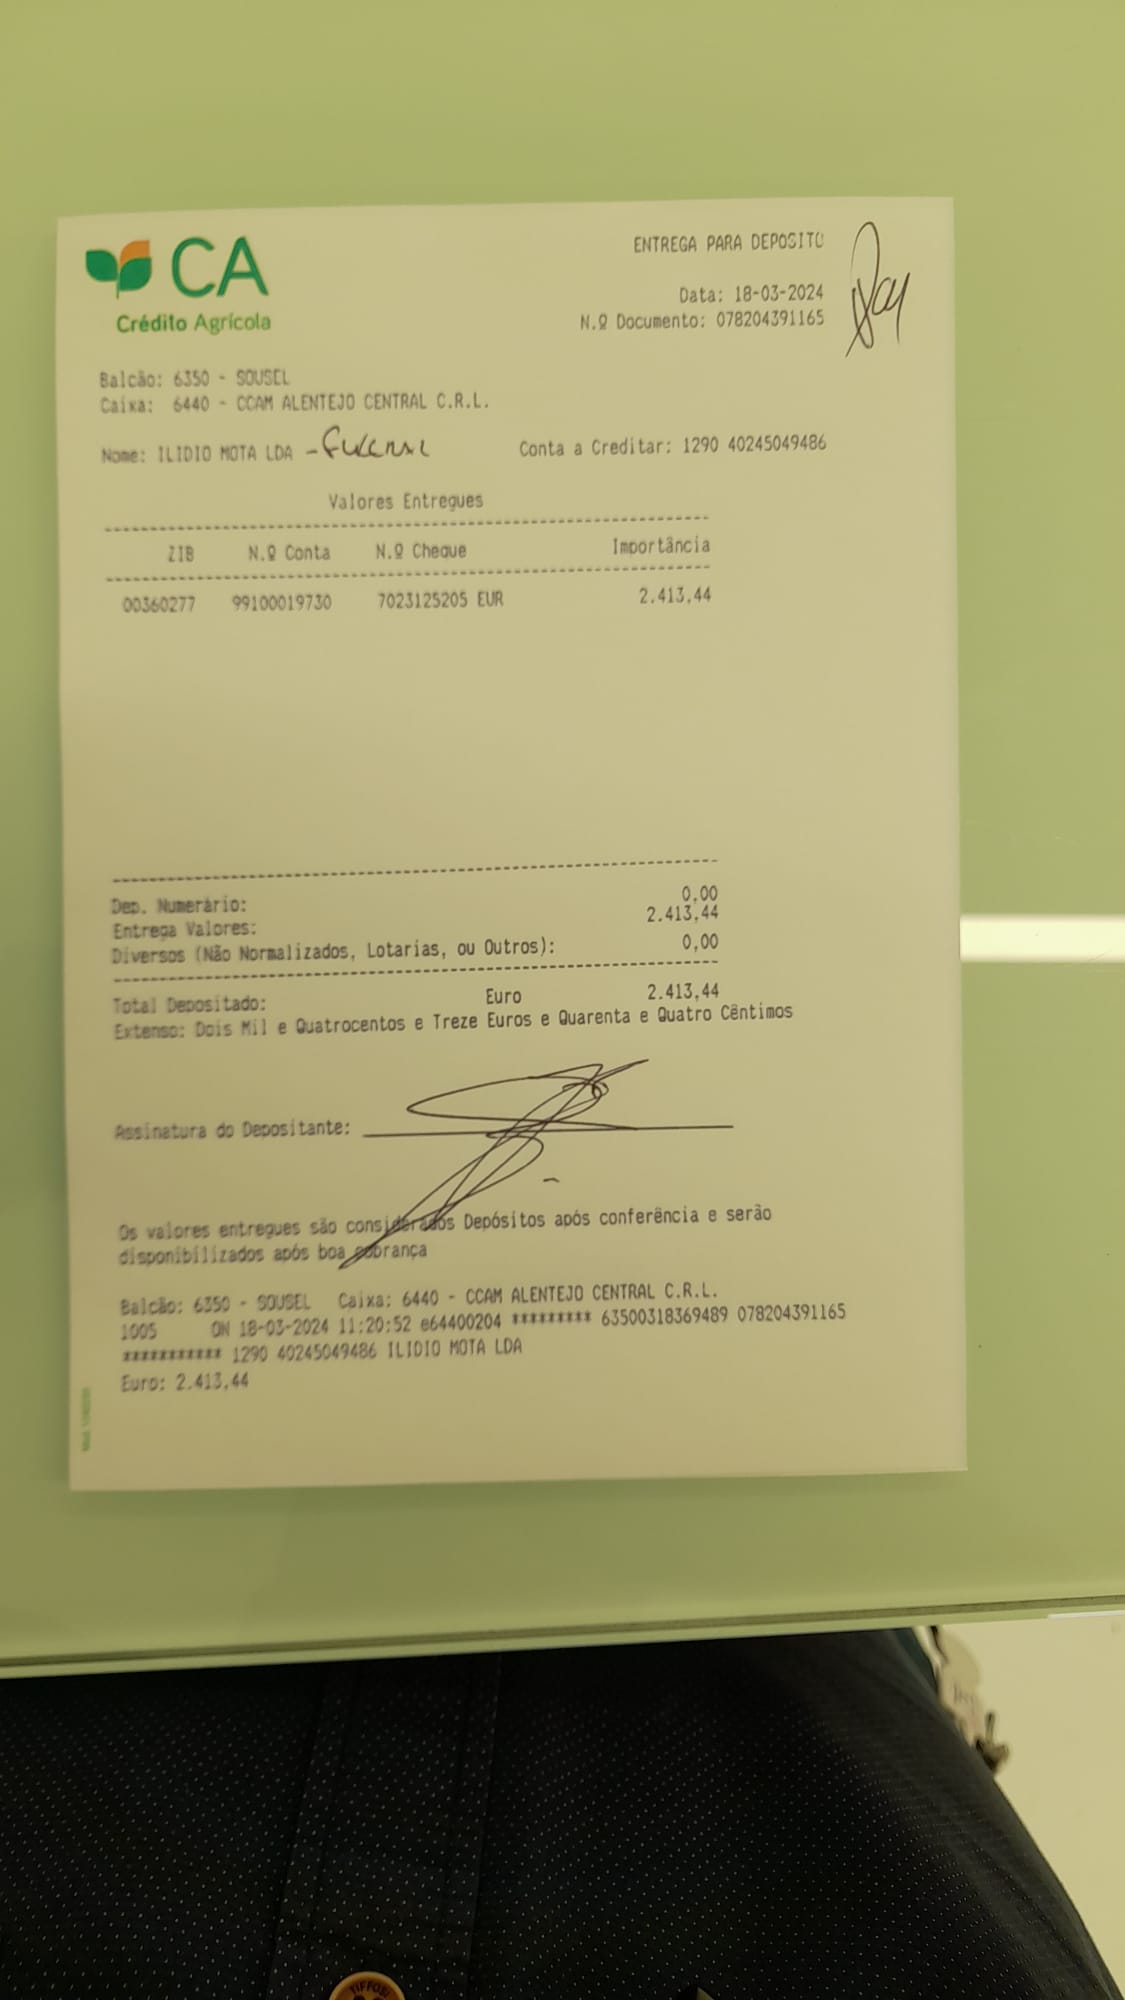 CA
Crédito Agrícola
ENTREGA PARA DEPOSITO
Data: 18-03-2024
N.º Documento: 078204391165
Balcão: 6350 - SOUSEL
Caixa: 6440 - CCAM ALENTEJO CENTRAL C.R.L.
Nome: ILIDIO MOTA LDA - Conta a Creditar: 1290 40245049486
Valores Entregues
ZIB N.º Conta N.º Cheque Importância
00360277 99100019730 7023125205 EUR 2.413,44
Dep. Numerário: 0,00
Entrega Valores: 2.413,44
Diversos (Não Normalizados, Lotarias, ou Outros): 0,00
Total Depositado: Euro 2.413,44
Extenso: Dois Mil e Quatrocentos e Treze Euros e Quarenta e Quatro Cêntimos
Assinatura do Depositante:
Os valores entregues são considerados Depósitos após conferência e serão
disponibilizados após boa cobrança
Balcão: 6350 - SOUSEL Caixa: 6440 - CCAM ALENTEJO CENTRAL C.R.L.
1005 ON 18-03-2024 11:20:52 e64400204 ********* 63500318369489 078204391165
*********** 1290 40245049486 ILIDIO MOTA LDA
Euro: 2.413,44
TIFFOSI